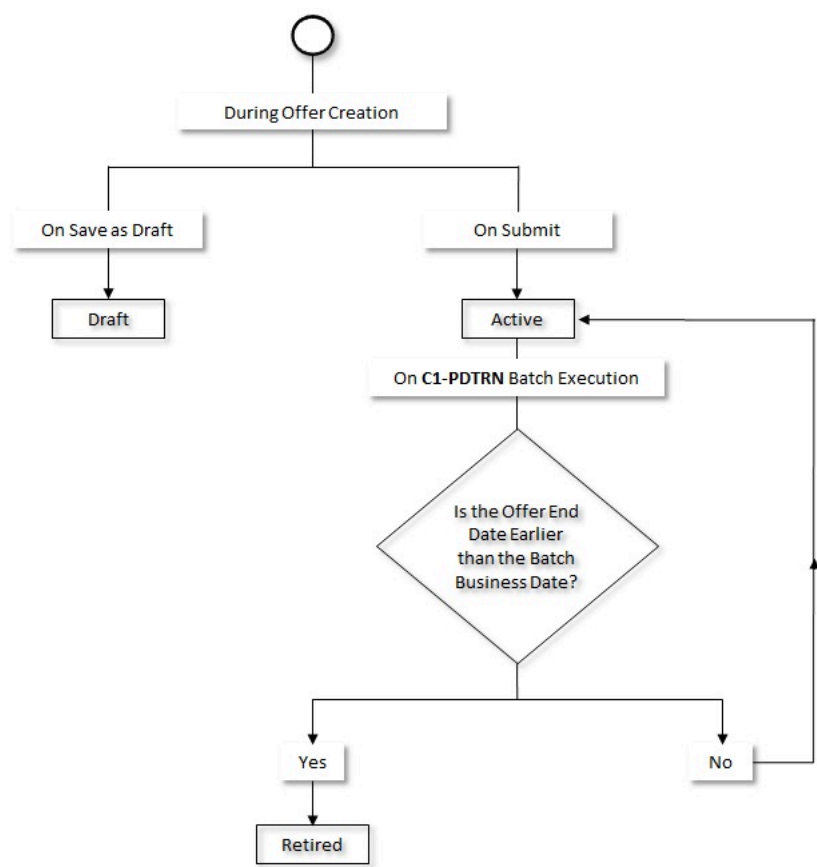 During Offer Creation
On Save as Draft
On Submit
Draft
Active
On C1-PDTRN Batch Execution
Is the Offer End
Date Earlier
than the Batch
Business Date?
Yes
No
Retired